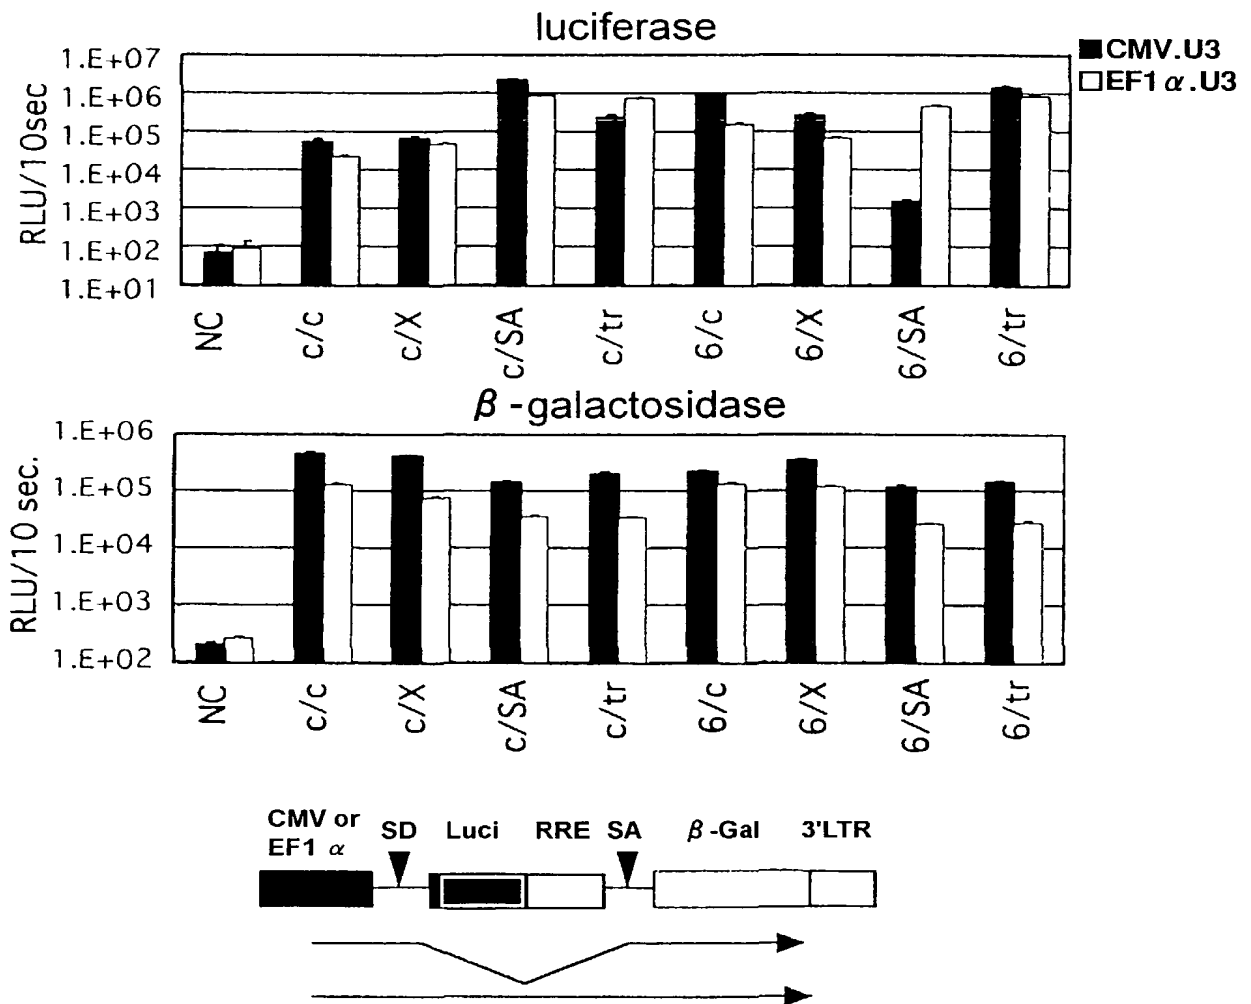 luciferase
■CMV.U3
□EF1 α.U3
RLU/10sec
1.E+07
1.E+06
1.E+05
1.E+04
1.E+03
1.E+02
1.E+01
NC c/c c/X c/SA c/tr 6/c 6/X 6/SA 6/tr
β-galactosidase
RLU/10 sec.
1.E+06
1.E+05
1.E+04
1.E+03
1.E+02
NC c/c c/X c/SA c/tr 6/c 6/X 6/SA 6/tr
CMV or
EF1 α
SD Luci RRE SA β-Gal 3'LTR